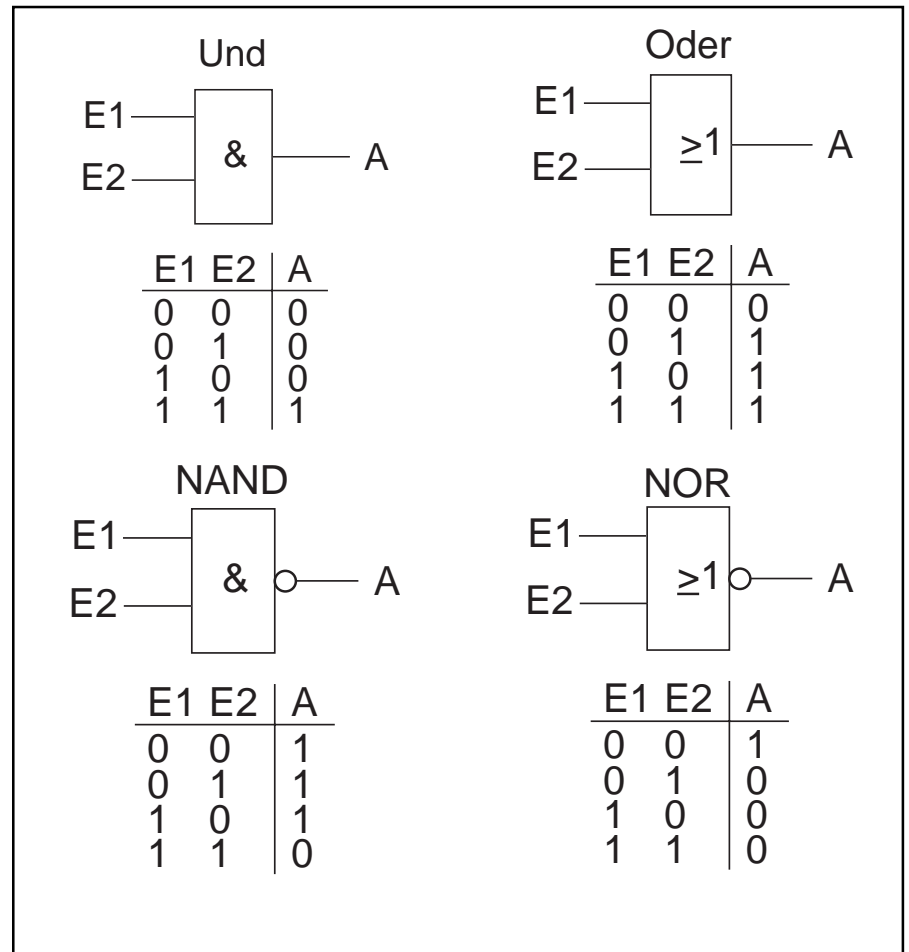 Und
E1
&
E2
A
E1 E2 A
0 0 0
0 1 0
1 0 0
1 1 1
Oder
E1
≥1
E2
A
E1 E2 A
0 0 0
0 1 1
1 0 1
1 1 1
NAND
E1
&
E2
A
E1 E2 A
0 0 1
0 1 1
1 0 1
1 1 0
NOR
E1
≥1
E2
A
E1 E2 A
0 0 1
0 1 0
1 0 0
1 1 0